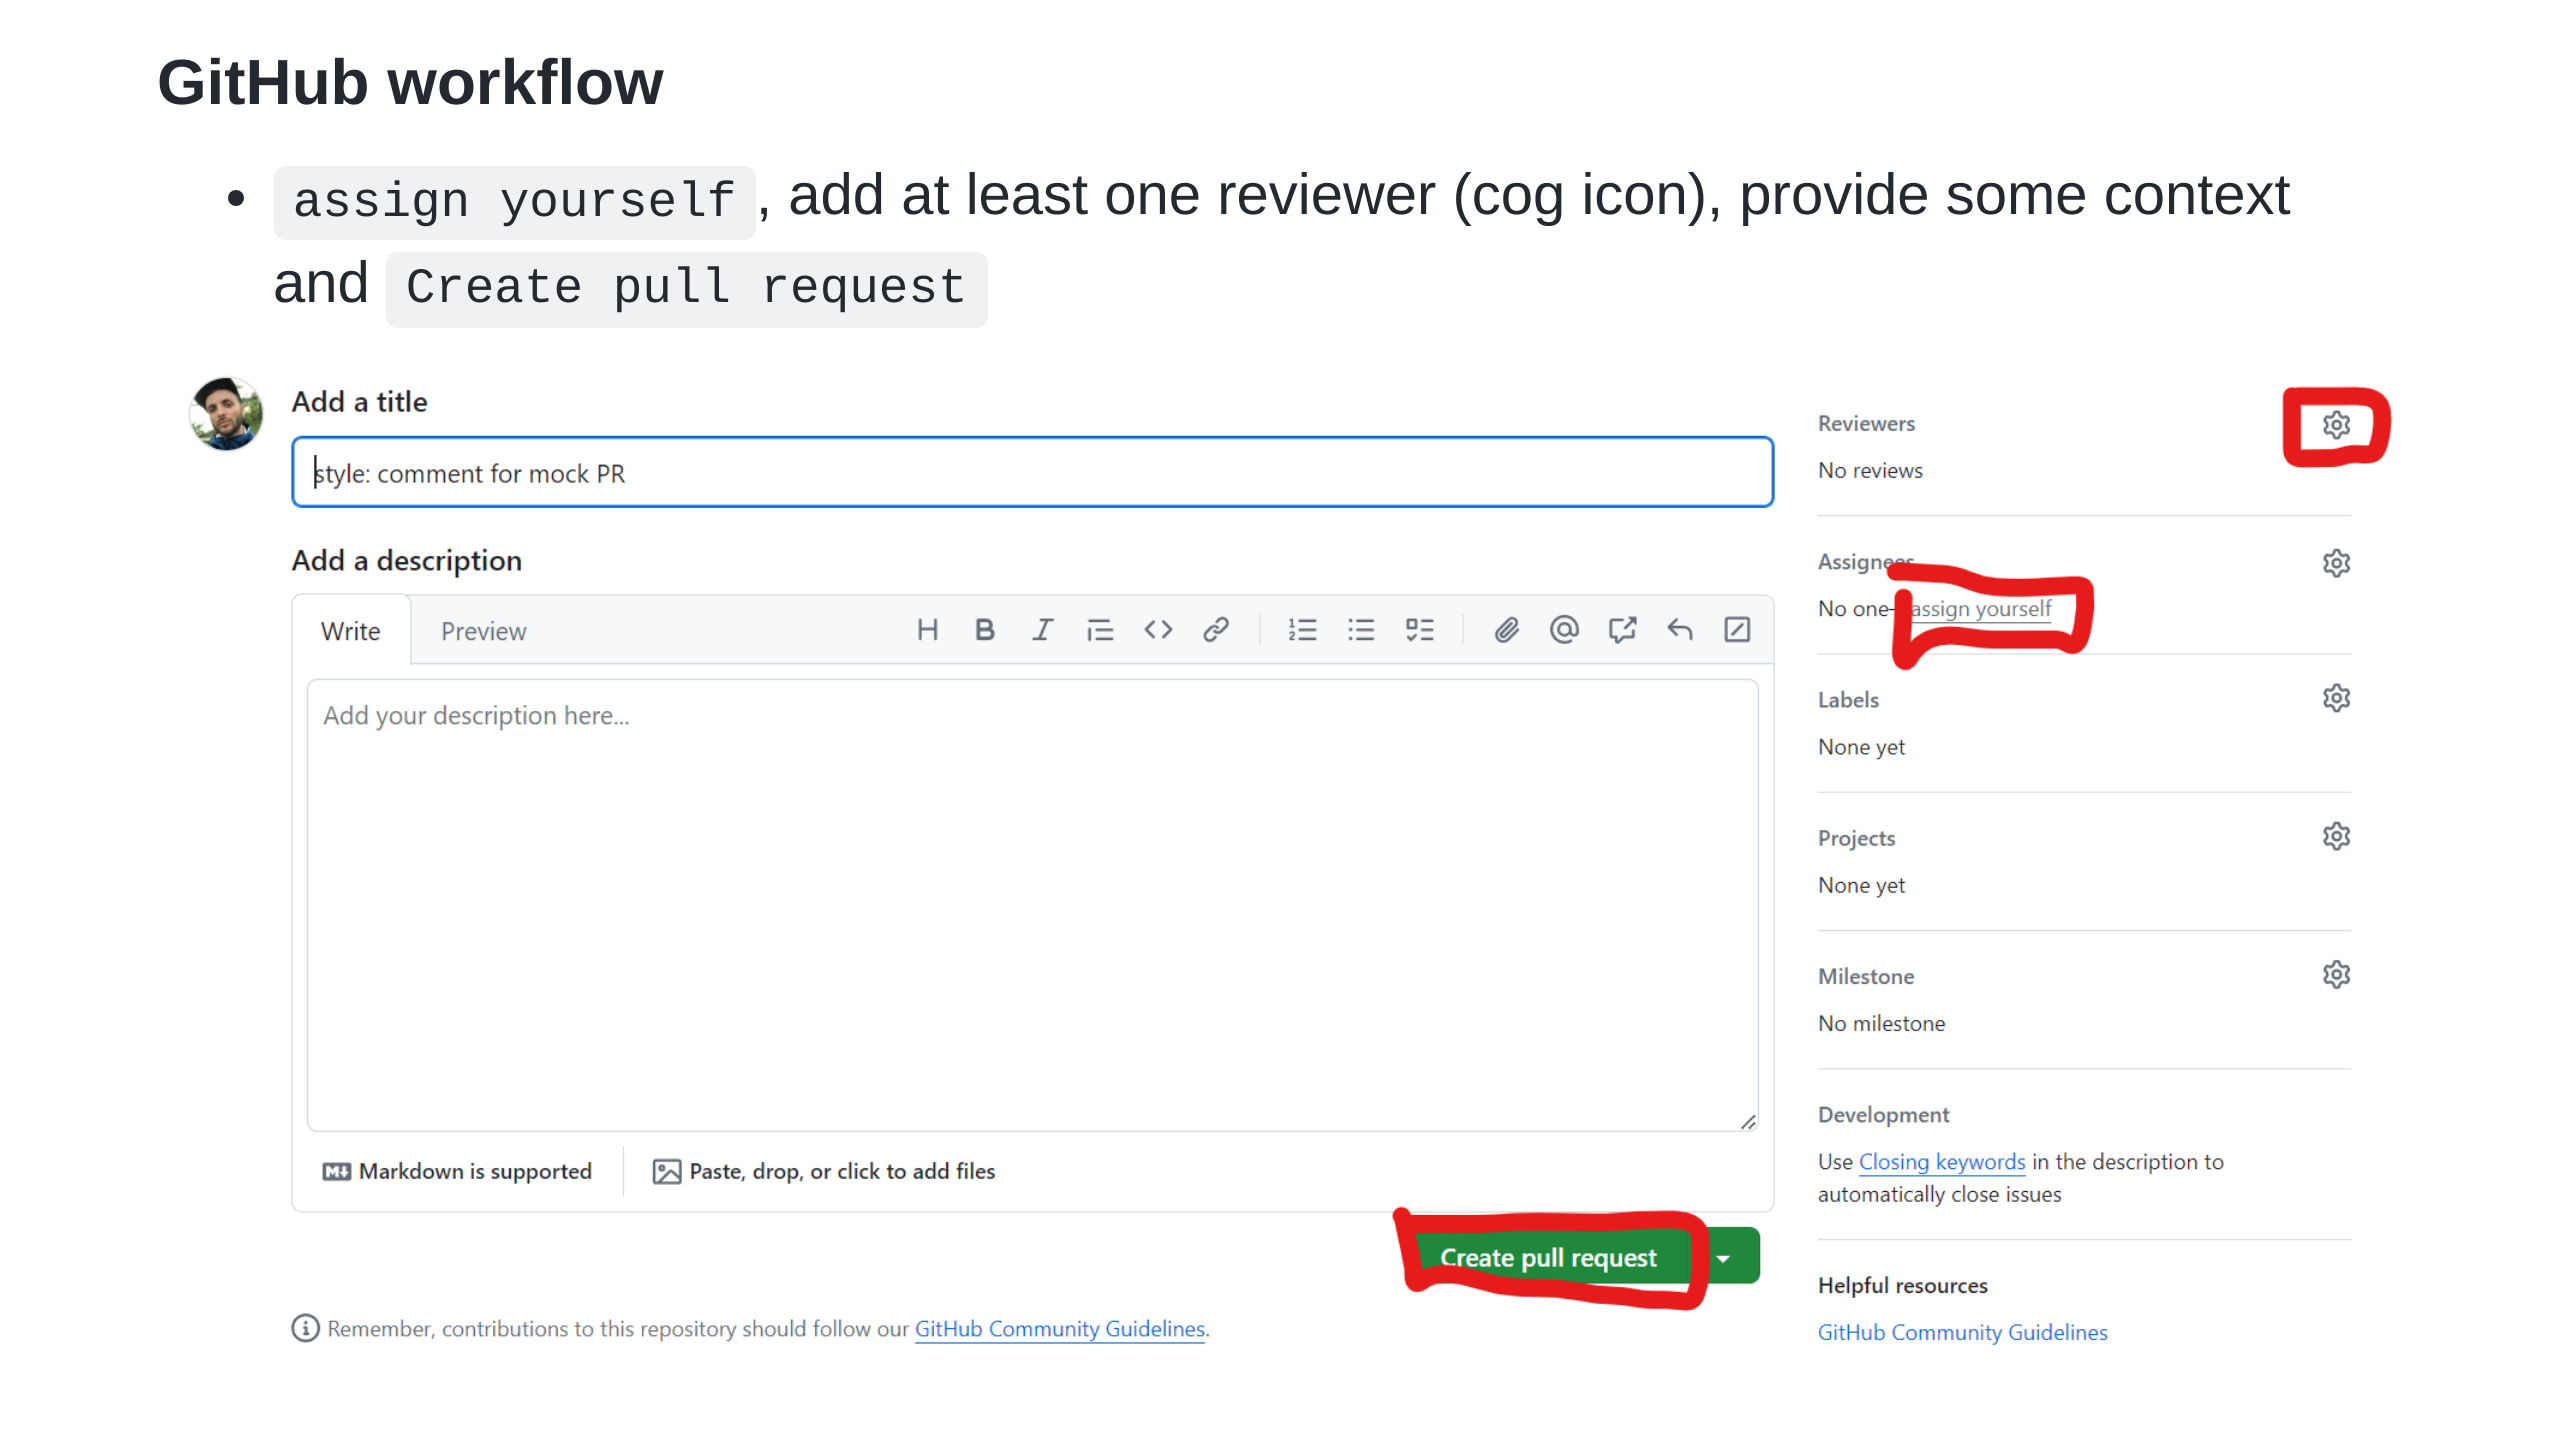 GitHub workflow
• assign yourself, add at least one reviewer (cog icon), provide some context
and Create pull request
Add a title
style: comment for mock PR
Add a description
Write Preview
Add your description here...
Markdown is supported
Paste, drop, or click to add files
Create pull request
Remember, contributions to this repository should follow our GitHub Community Guidelines.
Reviewers
No reviews
Assignees
No one—assign yourself
Labels
None yet
Projects
None yet
Milestone
No milestone
Development
Use Closing keywords in the description to
automatically close issues
Helpful resources
GitHub Community Guidelines